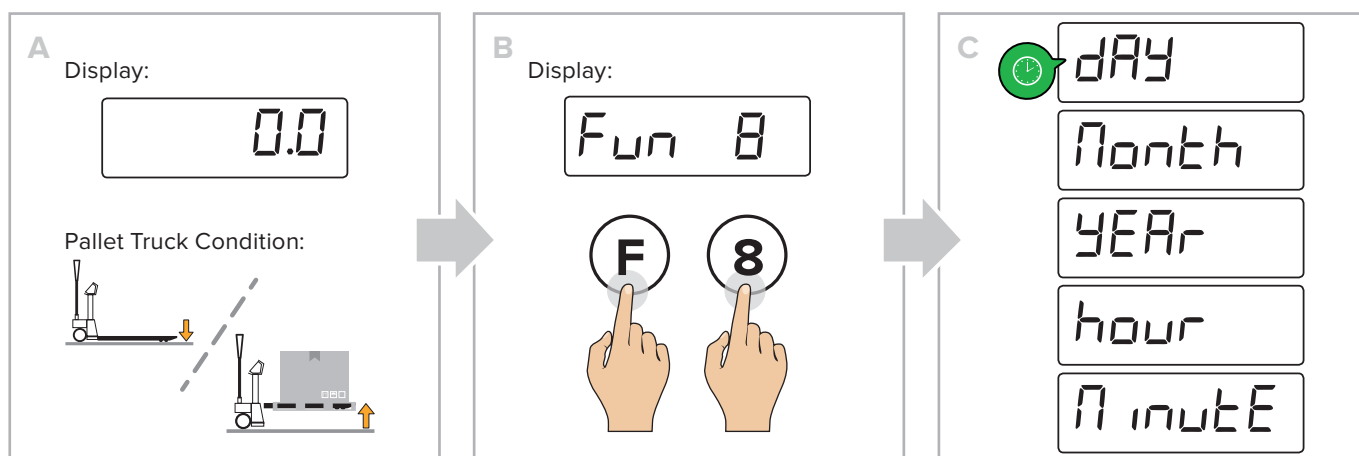 A
Display:
0.0
Pallet Truck Condition:
B
Display:
Fun 8
F 8
C
dAY
Month
YEAr
hour
MinutE